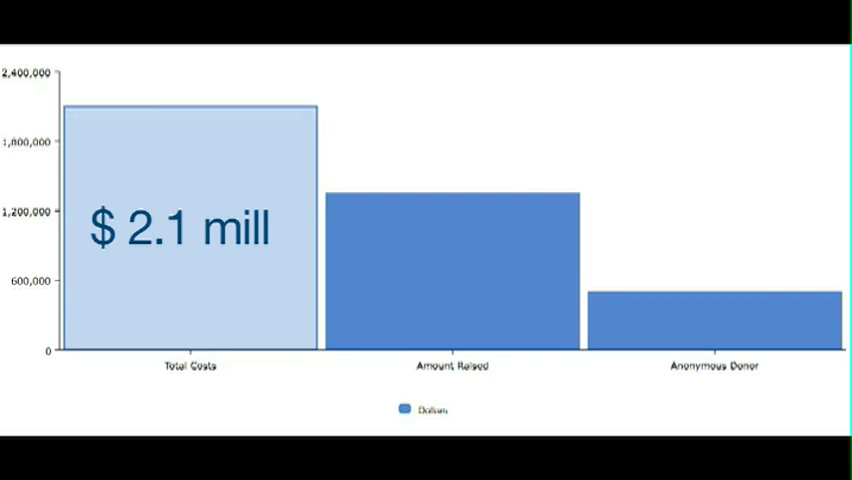 2,400,000
1,800,000
1,200,000
600,000
0
$ 2.1 mill
Total Costs
Amount Raised
Anonymous Donor
Dollars